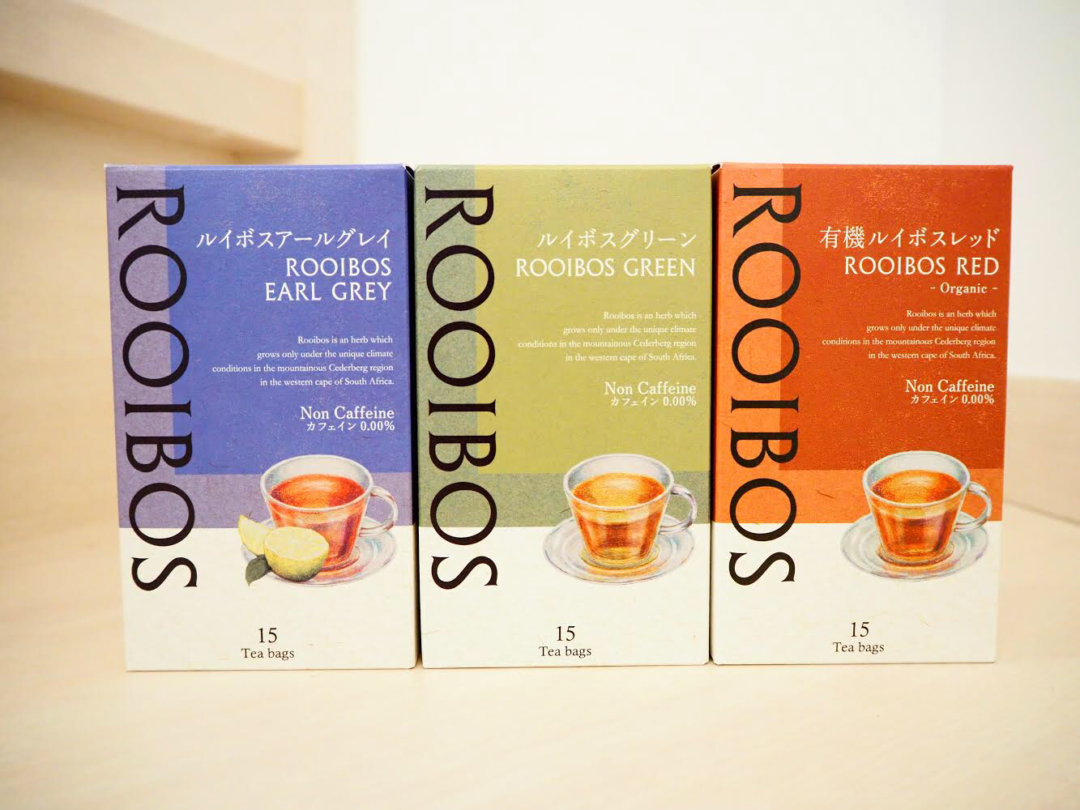 ROOIBOS
ルイボスアールグレイ
ROOIBOS
EARL GREY
Rooibos is an herb which
grows only under the unique climate
conditions in the mountainous Cederberg region
in the western cape of South Africa.
Non Caffeine
カフェイン 0.00%
15
Tea bags
ROOIBOS
ルイボスグリーン
ROOIBOS GREEN
Rooibos is an herb which
grows only under the unique climate
conditions in the mountainous Cederberg region
in the western cape of South Africa.
Non Caffeine
カフェイン 0.00%
15
Tea bags
ROOIBOS
有機ルイボスレッド
ROOIBOS RED
- Organic -
Rooibos is an herb which
grows only under the unique climate
conditions in the mountainous Cederberg region
in the western cape of South Africa.
Non Caffeine
カフェイン 0.00%
15
Tea bags